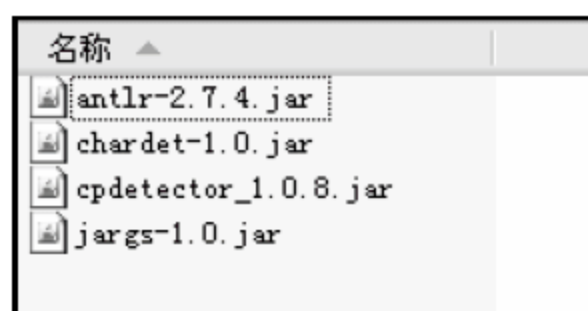 名称
antlr-2.7.4.jar
chardet-1.0.jar
cpdetector_1.0.8.jar
jargs-1.0.jar